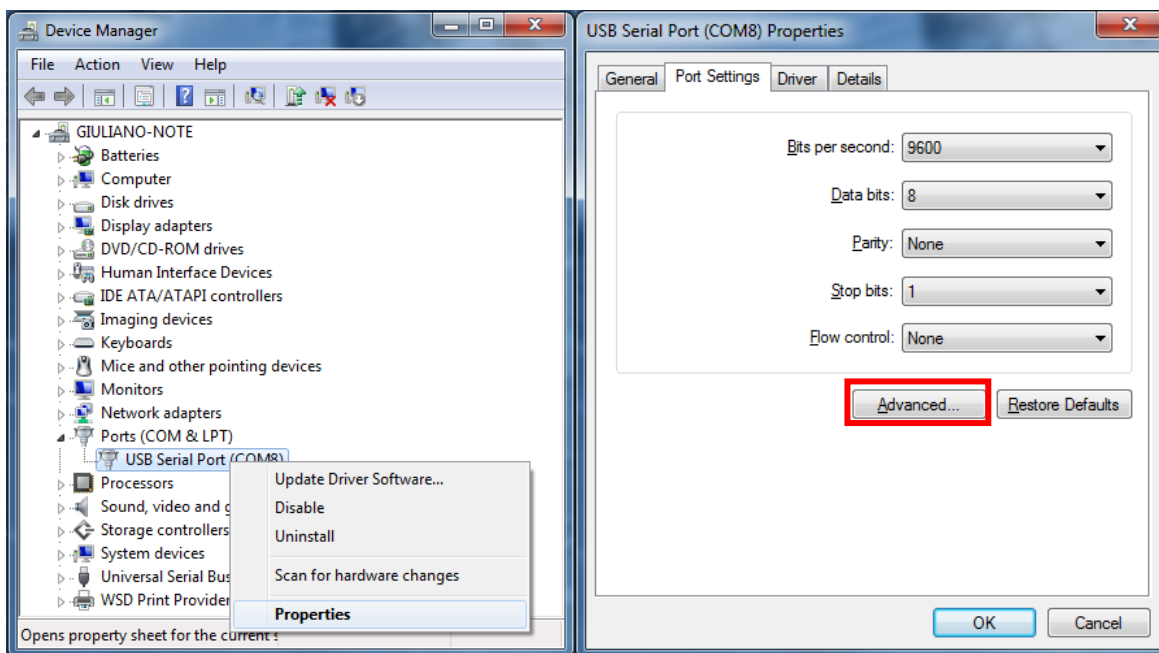 Device Manager
File Action View Help
GIULIANO-NOTE
Batteries
Computer
Disk drives
Display adapters
DVD/CD-ROM drives
Human Interface Devices
IDE ATA/ATAPI controllers
Imaging devices
Keyboards
Mice and other pointing devices
Monitors
Network adapters
Ports (COM & LPT)
USB Serial Port (COM8)
Processors
Sound, video and g
Storage controllers
System devices
Universal Serial Bus
WSD Print Provider
Update Driver Software...
Disable
Uninstall
Scan for hardware changes
Properties
Opens property sheet for the current s
USB Serial Port (COM8) Properties
General Port Settings Driver Details
Bits per second: 9600
Data bits: 8
Parity: None
Stop bits: 1
Flow control: None
Advanced... Restore Defaults
OK Cancel